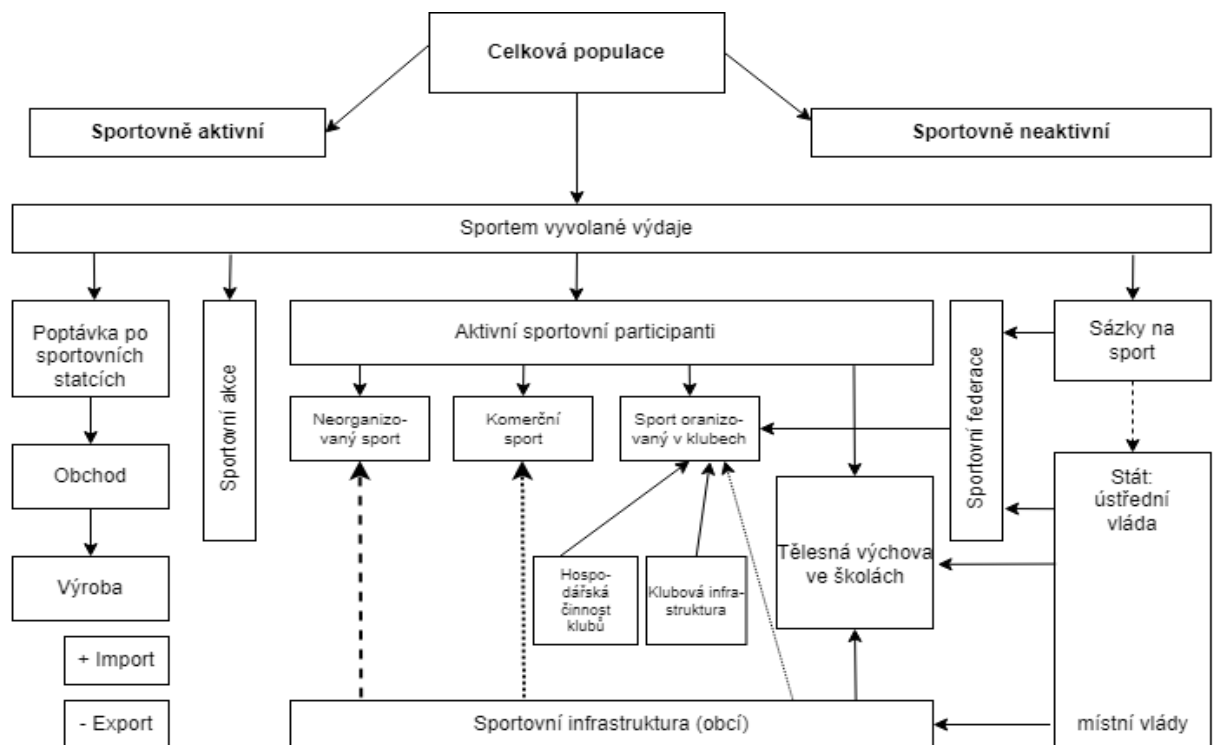 Celková populace
Sportovně aktivní
Sportovně neaktivní
Sportem vyvolané výdaje
Poptávka po
sportovních
statcích
Sportovní akce
Aktivní sportovní participanti
Sportovní federace
Sázky na
sport
Neorganizo-
vaný sport
Komerční
sport
Sport oranizo-
vaný v klubech
Obchod
Stát:
ústřední
vláda
Tělesná výchova
ve školách
Výroba
Hospo-
dářská
činnost
klubů
Klubová infra-
struktura
+ Import
- Export
Sportovní infrastruktura (obcí)
místní vlády